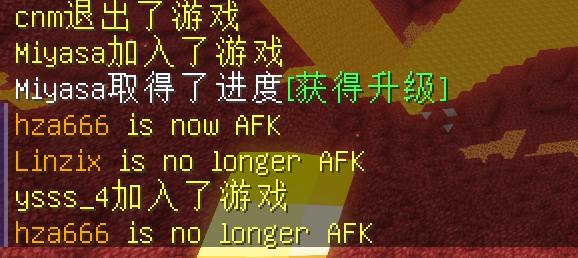 cnm退出了游戏
Miyasa加入了游戏
Miyasa取得了进度[获得升级]
hza666 is now AFK
Linzix is no longer AFK
ysss_4加入了游戏
hza666 is no longer AFK